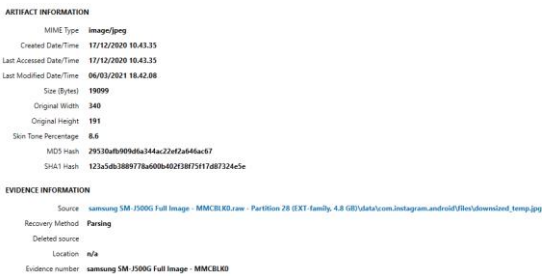 ARTIFACT INFORMATION
MIME Type image/jpeg
Created Date/Time 17/12/2020 10.43.35
Last Accessed Date/Time 17/12/2020 10.43.35
Last Modified Date/Time 06/03/2021 18.42.08
Size (Bytes) 19099
Original Width 340
Original Height 191
Skin Tone Percentage 8.6
MD5 Hash 29530afb909d6a344ac22ef2a646ac67
SHA1 Hash 123a5db3889778a600b402f38f75f17d87324e5e
EVIDENCE INFORMATION
Source samsung SM-J500G Full Image - MMCBLK0.raw - Partition 28 (EXT-family, 4.8 GB)\data\com.instagram.android\files\downsized_temp.jpg
Recovery Method Parsing
Deleted source
Location n/a
Evidence number samsung SM-J500G Full Image - MMCBLK0